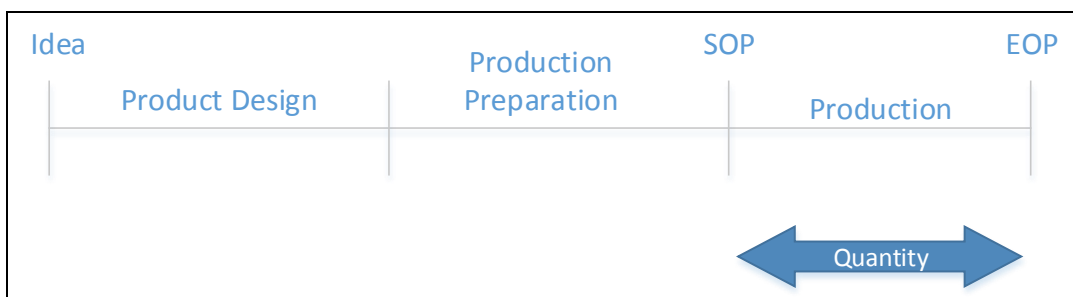 Idea
SOP
EOP
Product Design
Production
Preparation
Production
Quantity